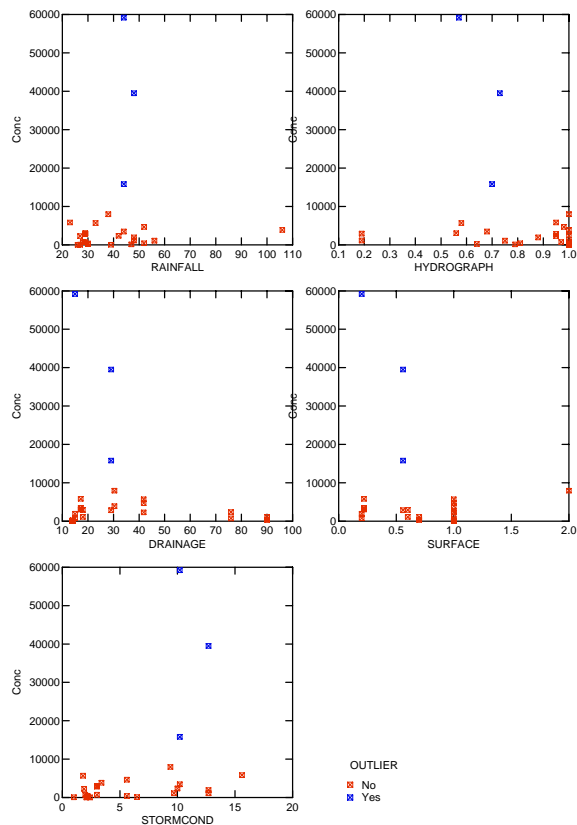 60000 60000
50000 50000
40000 40000
Conc 30000 Conc 30000
20000 20000
10000 10000
0 0
20 30 40 50 60 70 80 90 100 110 0.1 0.2 0.3 0.4 0.5 0.6 0.7 0.8 0.9 1.0
RAINFALL HYDROGRAPH
60000 60000
50000 50000
40000 40000
Conc 30000 Conc 30000
20000 20000
10000 10000
0 0
10 20 30 40 50 60 70 80 90 100 0.0 0.5 1.0 1.5 2.0
DRAINAGE SURFACE
60000
50000
40000
Conc 30000
20000
10000
0
0 5 10 15 20
STORMCOND
OUTLIER
No
Yes